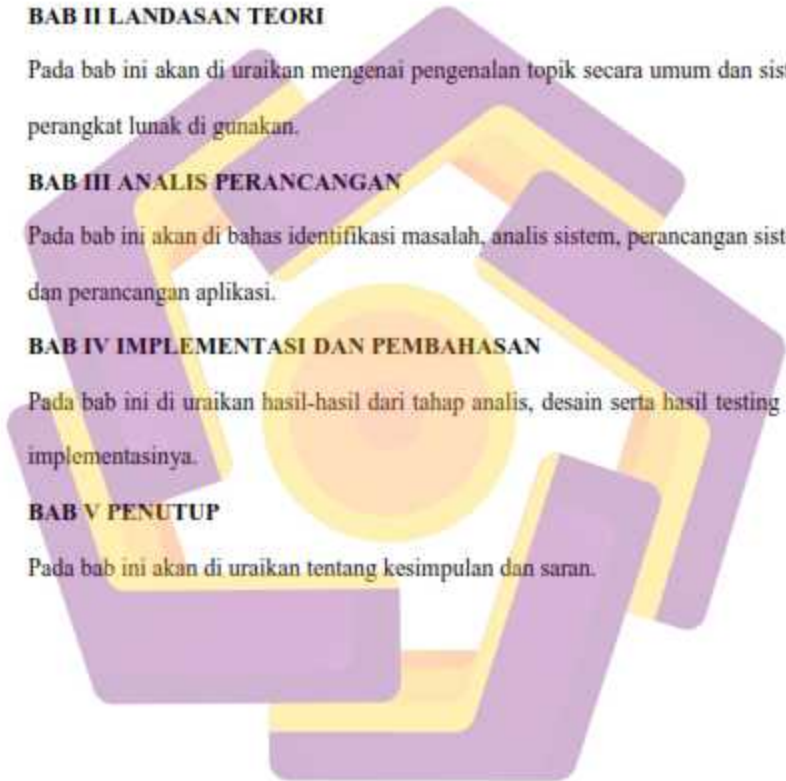 BAB II LANDASAN TEORI
Pada bab ini akan di uraikan mengenai pengenalan topik secara umum dan sist
perangkat lunak di gunakan.
BAB III ANALIS PERANCANGAN
Pada bab ini akan di bahas identifikasi masalah, analis sistem, perancangan sist
dan perancangan aplikasi.
BAB IV IMPLEMENTASI DAN PEMBAHASAN
Pada bab ini di uraikan hasil-hasil dari tahap analis, desain serta hasil testing
implementasinya.
BAB V PENUTUP
Pada bab ini akan di uraikan tentang kesimpulan dan saran.